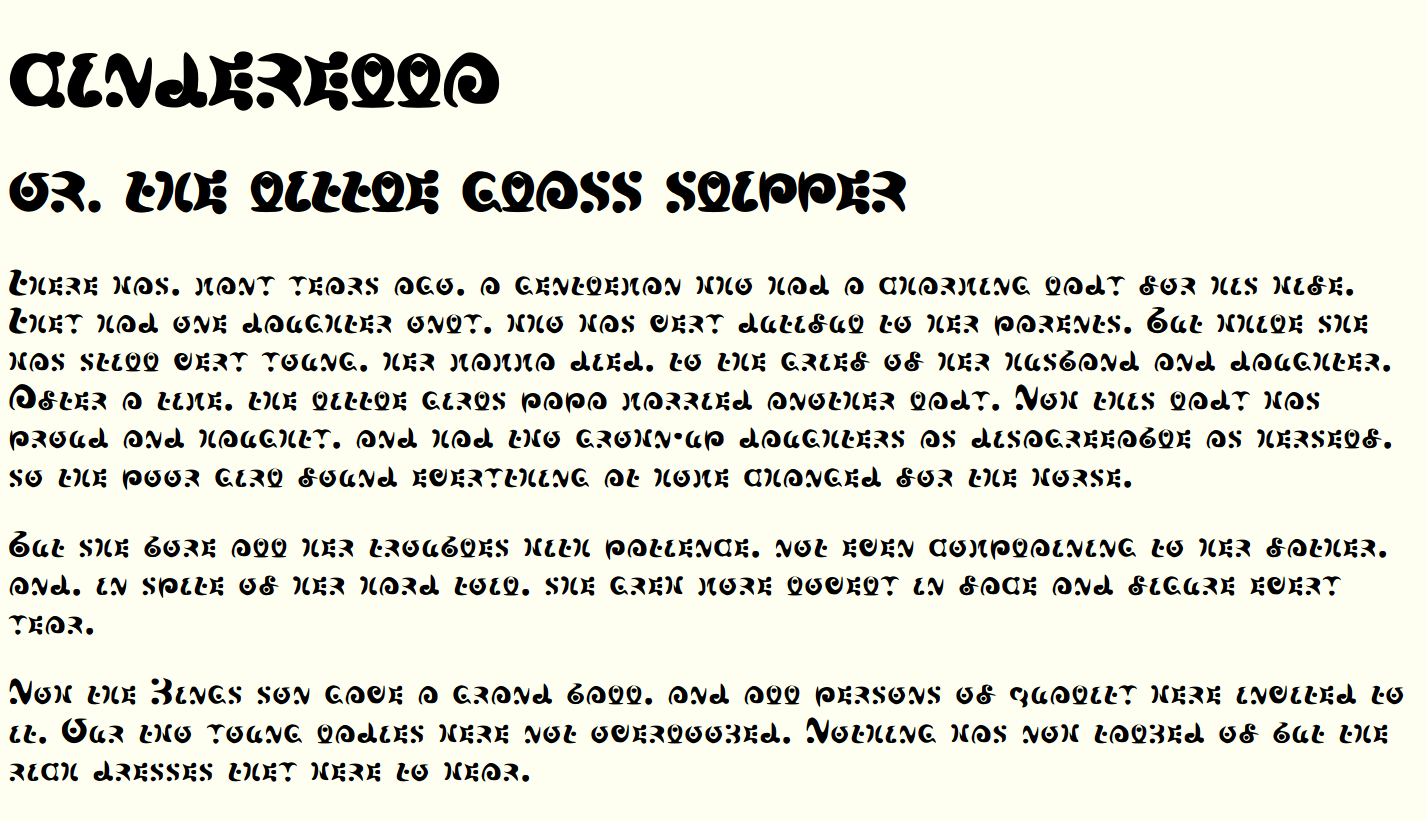 Cinderella
or, the Little Glass Slipper
There was, many years ago, a gentleman who had a charming lady for his wife.
They had one daughter only, who was very dutiful to her parents. But while she
was still very young, her mamma died, to the grief of her husband and daughter.
After a time, the little girls papa married another lady. Now this lady was
proud and haughty, and had two grown-up daughters as disagreeable as herself,
so the poor girl found everything at home changed for the worse.
But she bore all her troubles with patience, not even complaining to her father,
and, in spite of her hard toil, she grew more lovely in face and figure every
year.
Now the Kings son gave a grand ball, and all persons of quality were invited to
it. Our two young ladies were not overlooked. Nothing was now talked of but the
rich dresses they were to wear.